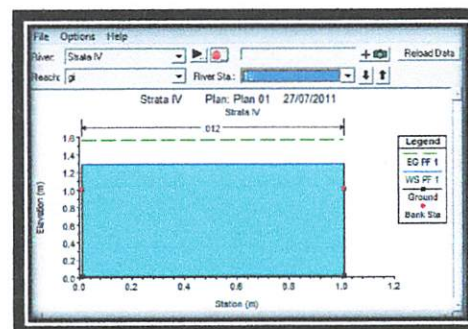 File Options Help
River: Strata IV
Reload Data
Reach: gl River Sta.:
Strata IV Plan: Plan 01 27/07/2011
Strata IV
.012
Legend
EG PF 1
WS PF 1
Ground
Bank Sta
1.6
1.4
1.2
1.0
0.8
0.6
0.4
0.2
0.0
Elevation (m)
0.0 0.2 0.4 0.6 0.8 1.0 1.2
Station (m)